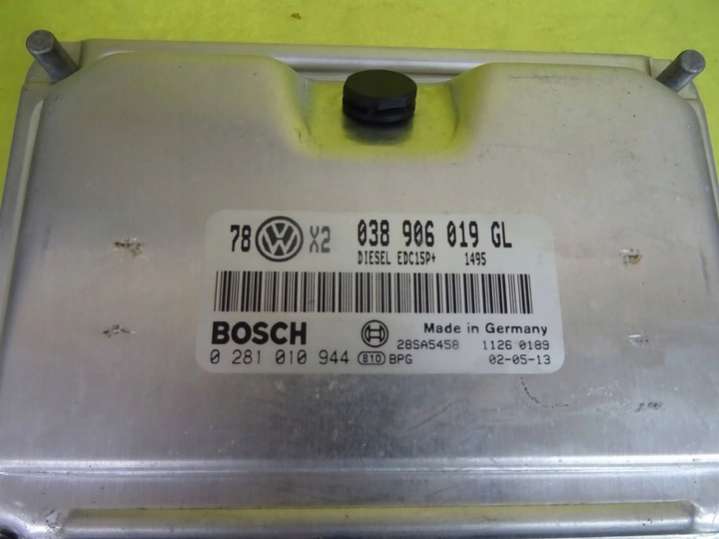 78 VW X2 038 906 019 GL
DIESEL EDC15P+ 1495
BOSCH Made in Germany
28SA5458 1126 0189
0 281 010 944 810 BPG 02-05-13